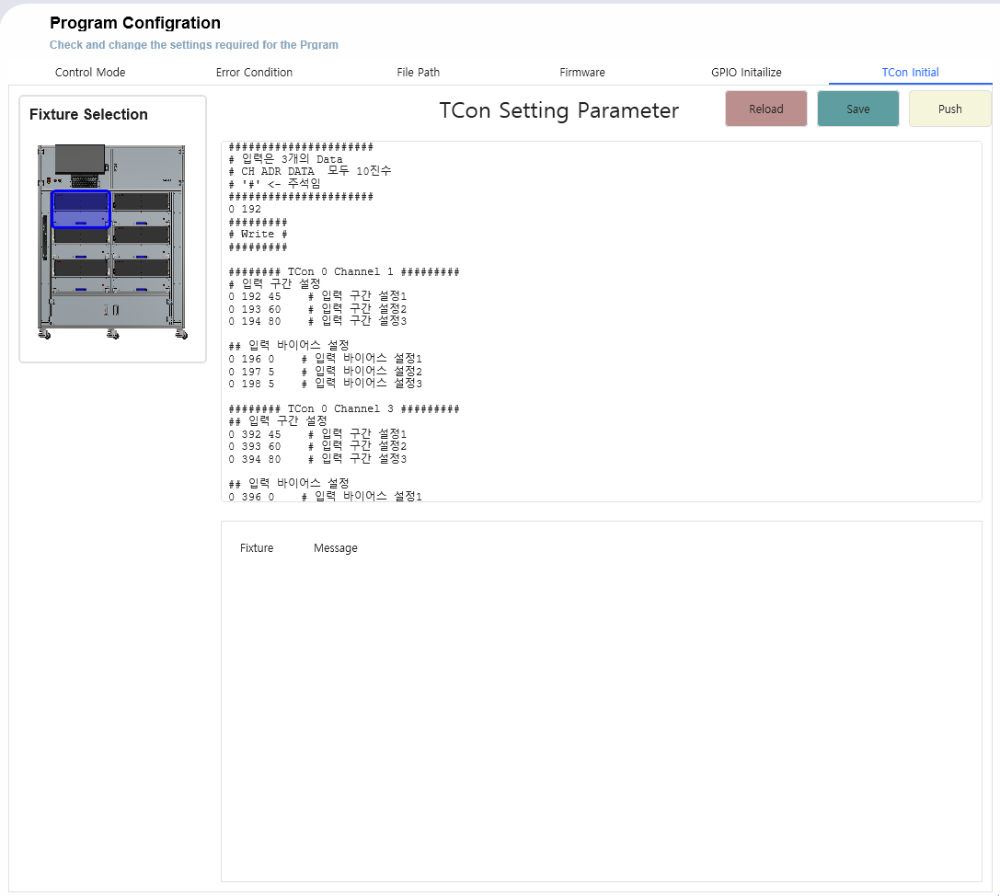 Program Configration
Check and change the settings required for the Prgram
Control Mode Error Condition File Path Firmware GPIO Initailize TCon Initial
Fixture Selection
TCon Setting Parameter
Reload Save Push
######################
# 입력은 3개의 Data
# CH ADR DATA  모두 10진수
# '#' <- 주석임
######################
0 192
#########
# Write #
#########
######## TCon 0 Channel 1 #########
# 입력 구간 설정
0 192 45    # 입력 구간 설정1
0 193 60    # 입력 구간 설정2
0 194 80    # 입력 구간 설정3
## 입력 바이어스 설정
0 196 0    # 입력 바이어스 설정1
0 197 5    # 입력 바이어스 설정2
0 198 5    # 입력 바이어스 설정3
######## TCon 0 Channel 3 #########
## 입력 구간 설정
0 392 45    # 입력 구간 설정1
0 393 60    # 입력 구간 설정2
0 394 80    # 입력 구간 설정3
## 입력 바이어스 설정
0 396 0    # 입력 바이어스 설정1
Fixture Message